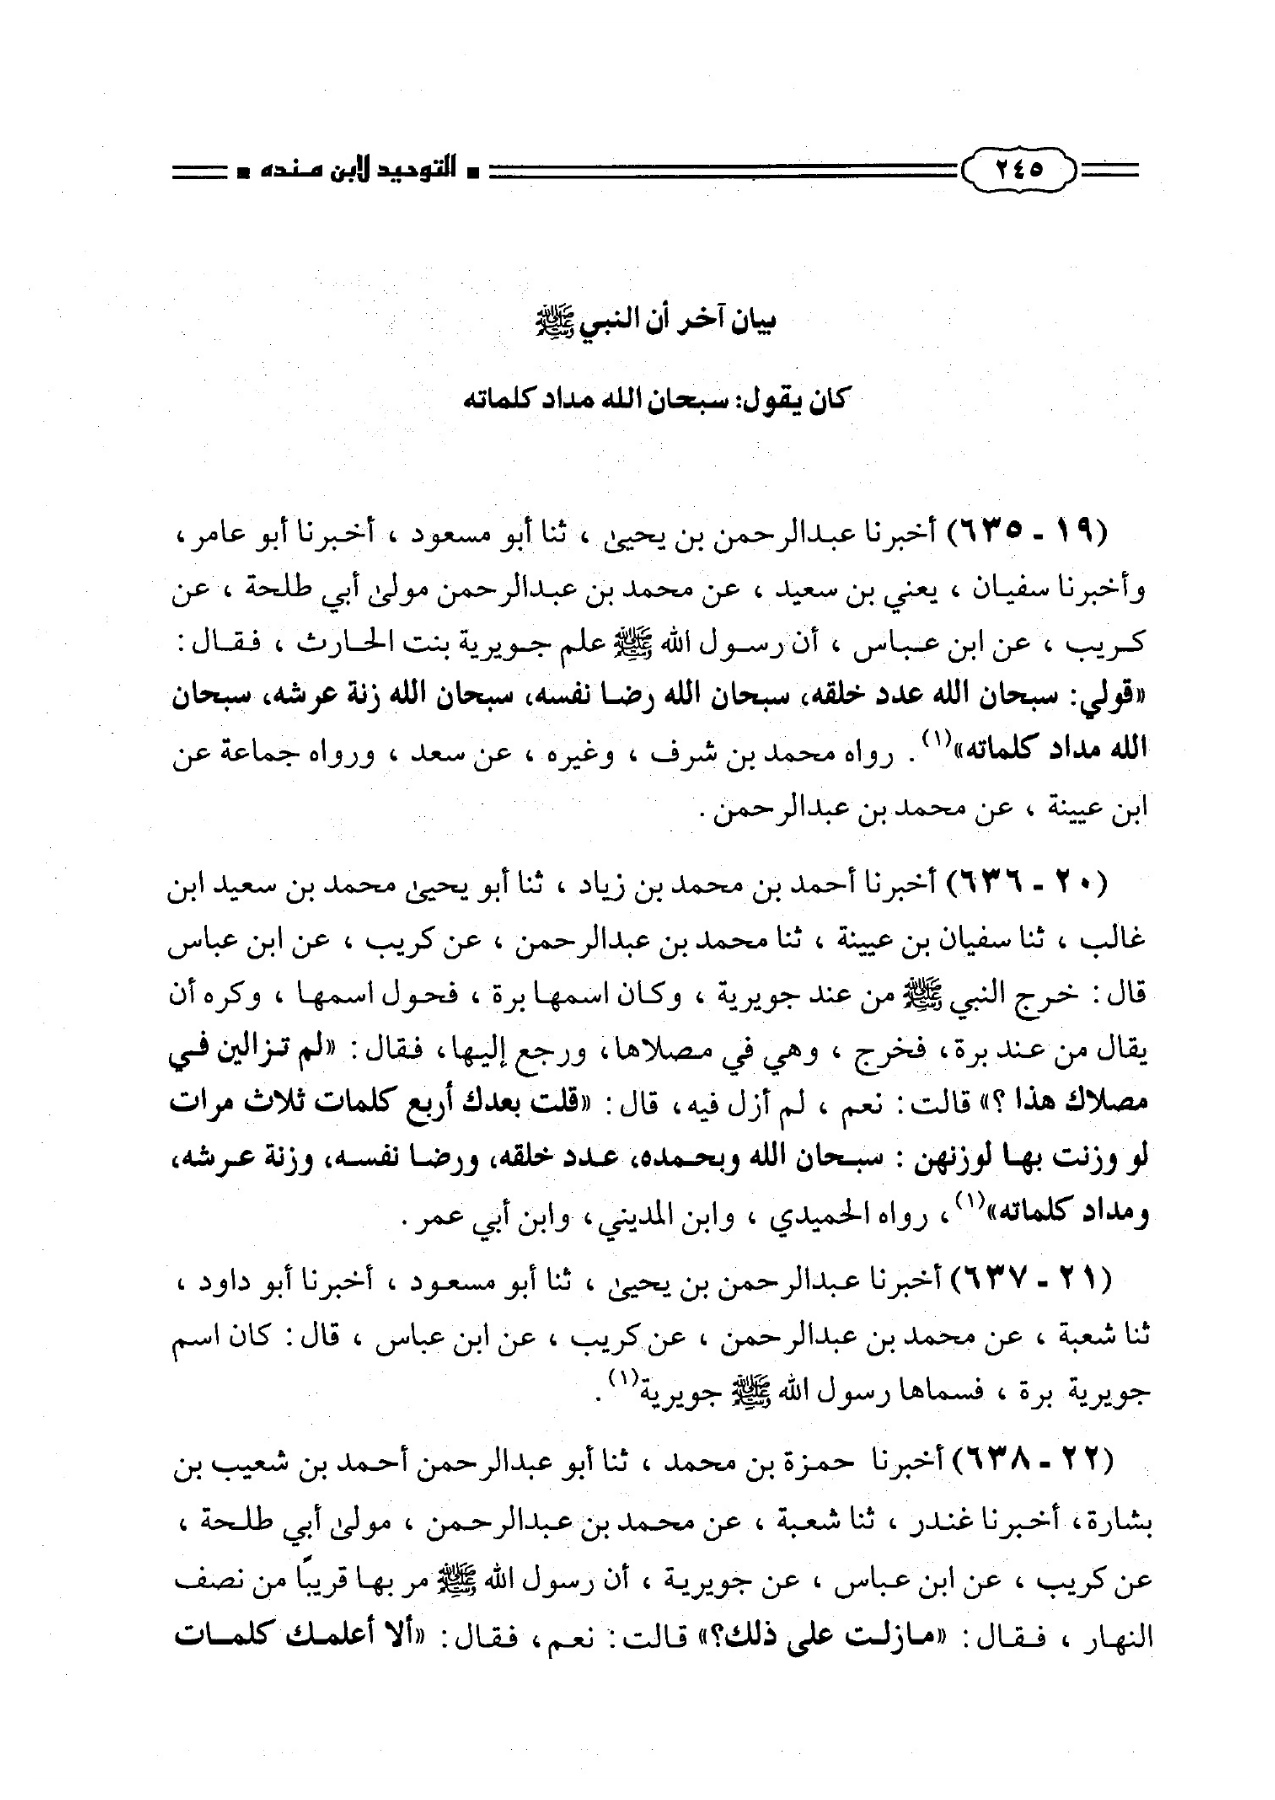 ٢٤٥ التوحيد لابن منده
بيان آخر أن النبي ﷺ
كان يقول: سبحان الله مداد كلماته
(١٩ - ٦٣٥) أخبرنا عبدالرحمن بن يحيىٰ ، ثنا أبو مسعود ، أخبرنا أبو عامر،
وأخبرنا سفيان ، يعني بن سعيد ، عن محمد بن عبدالرحمن مولىٰ أبي طلحة ، عن
كريب ، عن ابن عباس ، أن رسول الله ﷺ علم جويرية بنت الحارث ، فقال :
«قولي: سبحان الله عدد خلقه، سبحان الله رضا نفسه، سبحان الله زنة عرشه، سبحان
الله مداد كلماته»(١). رواه محمد بن شرف ، وغيره ، عن سعد ، ورواه جماعة عن
ابن عيينة ، عن محمد بن عبدالرحمن .
(٢٠ - ٦٣٦) أخبرنا أحمد بن محمد بن زياد ، ثنا أبو يحيىٰ محمد بن سعيد ابن
غالب ، ثنا سفيان بن عيينة ، ثنا محمد بن عبدالرحمن ، عن كريب ، عن ابن عباس
قال : خرج النبي ﷺ من عند جويرية ، وكان اسمها برة ، فحول اسمها ، وكره أن
يقال من عند برة، فخرج ، وهي في مصلاها، ورجع إليها، فقال : «لم تزالين في
مصلاك هذا ؟» قالت : نعم ، لم أزل فيه، قال : «قلت بعدك أربع كلمات ثلاث مرات
لو وزنت بها لوزنهن : سبحان الله وبحمده، عدد خلقه، ورضا نفسه، وزنة عرشه،
ومداد كلماته»(١)، رواه الحميدي ، وابن المديني، وابن أبي عمر .
(٢١ - ٦٣٧) أخبرنا عبدالرحمن بن يحيىٰ ، ثنا أبو مسعود ، أخبرنا أبو داود ،
ثنا شعبة ، عن محمد بن عبدالرحمن ، عن كريب ، عن ابن عباس ، قال : كان اسم
جويرية برة ، فسماها رسول الله ﷺ جويرية(١).
(٢٢ - ٦٣٨) أخبرنا حمزة بن محمد ، ثنا أبو عبدالرحمن أحمد بن شعيب بن
بشارة، أخبرنا غندر ، ثنا شعبة ، عن محمد بن عبدالرحمن ، مولىٰ أبي طلحة ،
عن كريب ، عن ابن عباس ، عن جويرية ، أن رسول الله ﷺ مر بها قريبًا من نصف
النهار ، فقال : «مازلت على ذلك؟» قالت : نعم، فقال : «ألا أعلمك كلمات